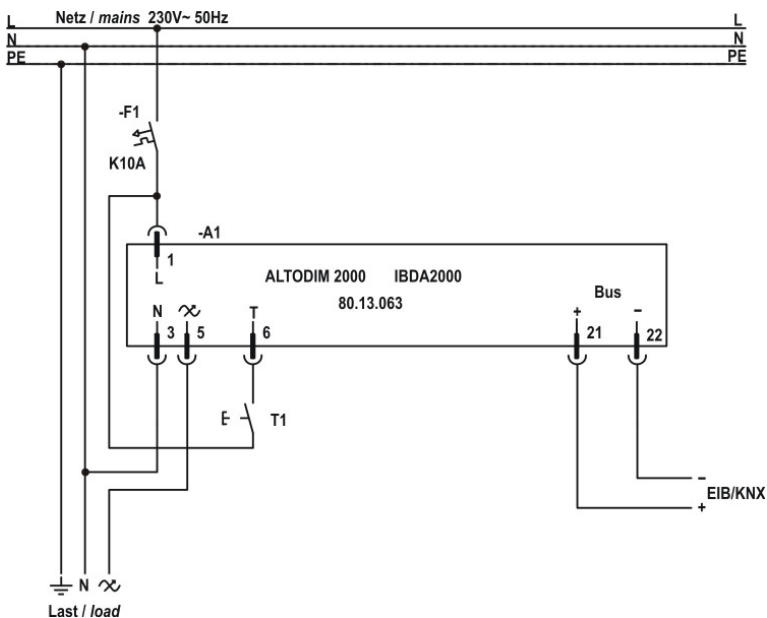 Netz / mains 230V~ 50Hz
L
L
N
N
PE
PE
-F1
K10A
-A1
1
L
ALTODIM 2000 IBDA2000
80.13.063
Bus
N
T
+
-
3
5
6
21
22
T1
-
EIB/KNX
+
N
Last / load